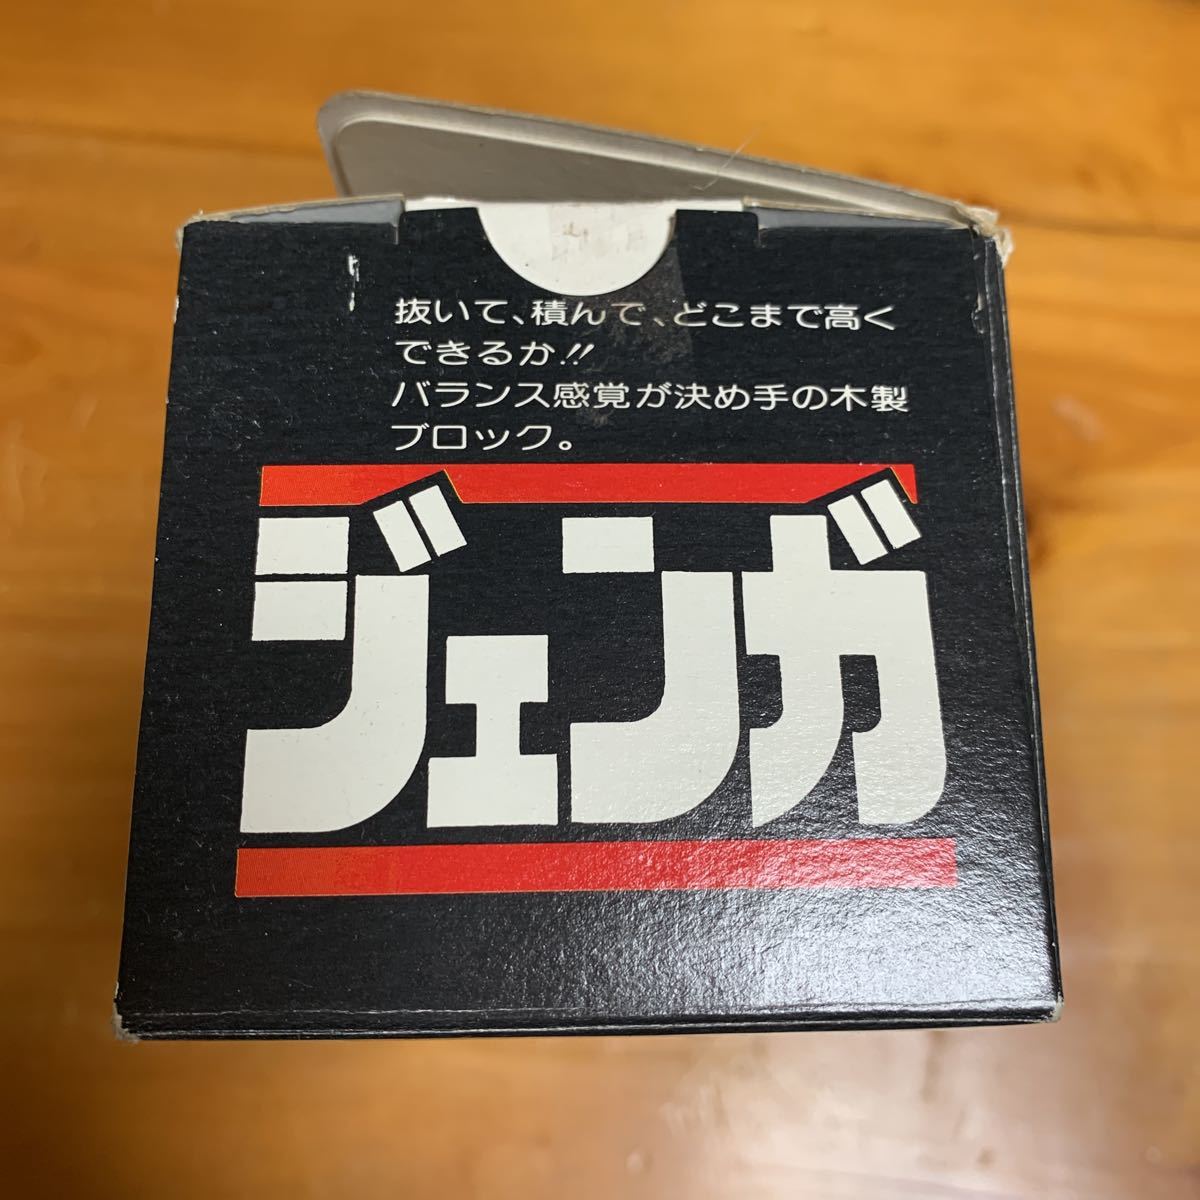 抜いて、積んで、どこまで高く
できるか!!
バランス感覚が決め手の木製
ブロック。
ジェンガ